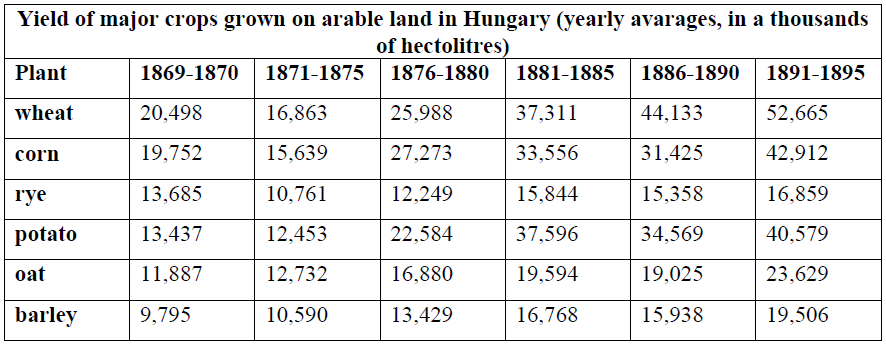 Yield of major crops grown on arable land in Hungary (yearly avarages, in a thousands
of hectolitres)
Plant 1869-1870 1871-1875 1876-1880 1881-1885 1886-1890 1891-1895
wheat 20,498 16,863 25,988 37,311 44,133 52,665
corn 19,752 15,639 27,273 33,556 31,425 42,912
rye 13,685 10,761 12,249 15,844 15,358 16,859
potato 13,437 12,453 22,584 37,596 34,569 40,579
oat 11,887 12,732 16,880 19,594 19,025 23,629
barley 9,795 10,590 13,429 16,768 15,938 19,506